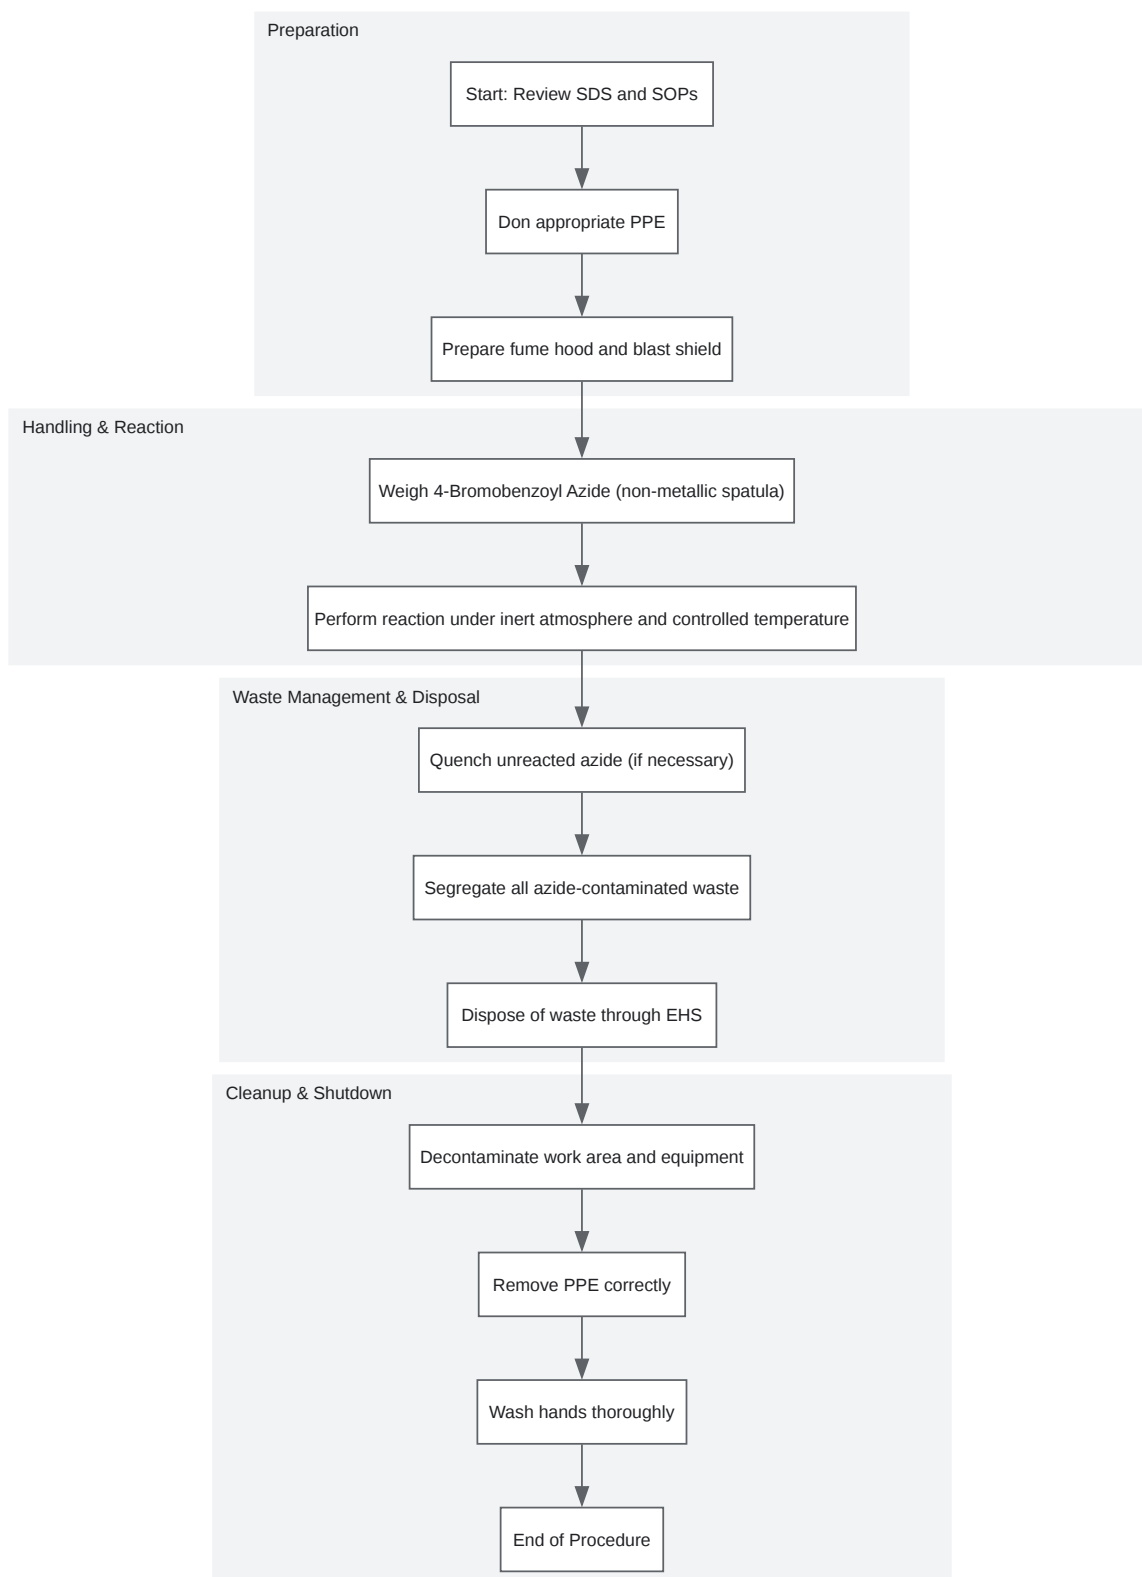 Preparation
Start: Review SDS and SOPs
Don appropriate PPE
Prepare fume hood and blast shield
Handling & Reaction
Weigh 4-Bromobenzoyl Azide (non-metallic spatula)
Perform reaction under inert atmosphere and controlled temperature
Waste Management & Disposal
Quench unreacted azide (if necessary)
Segregate all azide-contaminated waste
Dispose of waste through EHS
Cleanup & Shutdown
Decontaminate work area and equipment
Remove PPE correctly
Wash hands thoroughly
End of Procedure